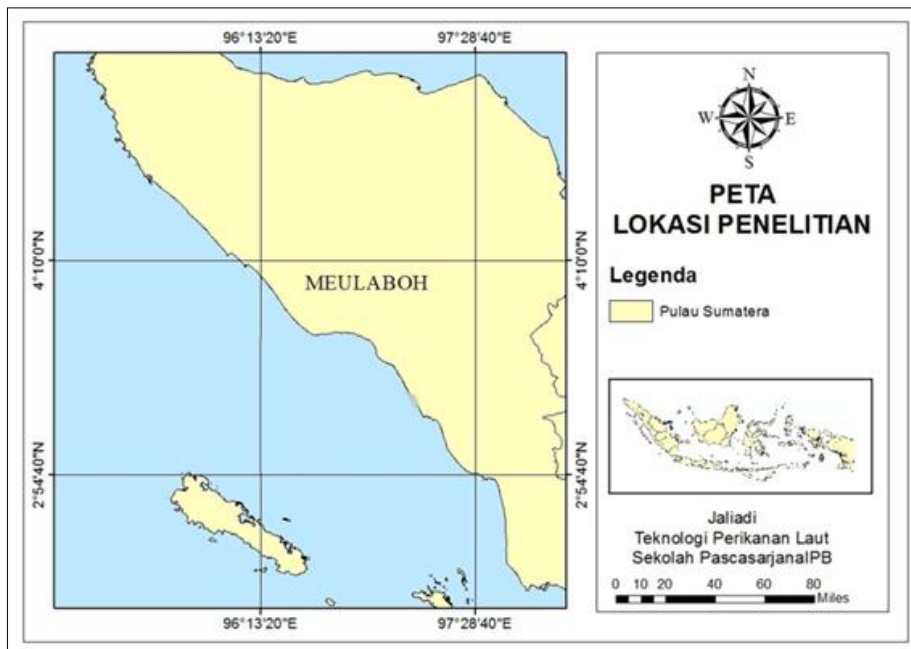 96°13'20"E 97°28'40"E
4°10'0"N
4°10'0"N
MEULABOH
2°54'40"N
2°54'40"N
96°13'20"E 97°28'40"E
N
W E
S
PETA
LOKASI PENELITIAN
Legenda
Pulau Sumatera
Jaliadi
Teknologi Perikanan Laut
Sekolah PascasarjanaIPB
0 10 20 40 60 80
Miles